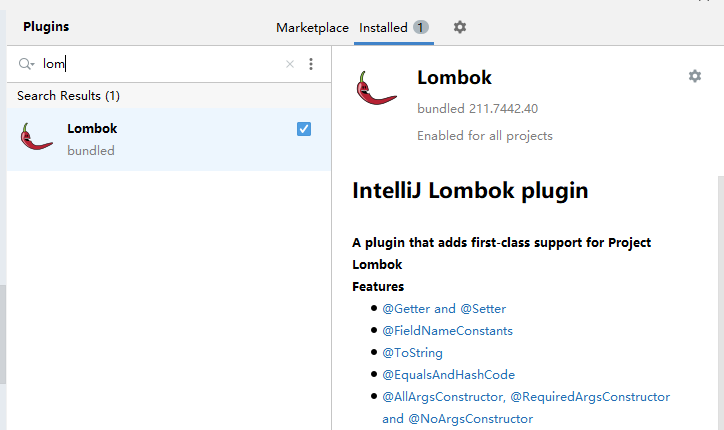 Plugins
Marketplace
Installed 1
lom
Search Results (1)
Lombok
bundled
Lombok
bundled 211.7442.40
Enabled for all projects
IntelliJ Lombok plugin
A plugin that adds first-class support for Project
Lombok
Features
@Getter and @Setter
@FieldNameConstants
@ToString
@EqualsAndHashCode
@AllArgsConstructor, @RequiredArgsConstructor
and @NoArgsConstructor